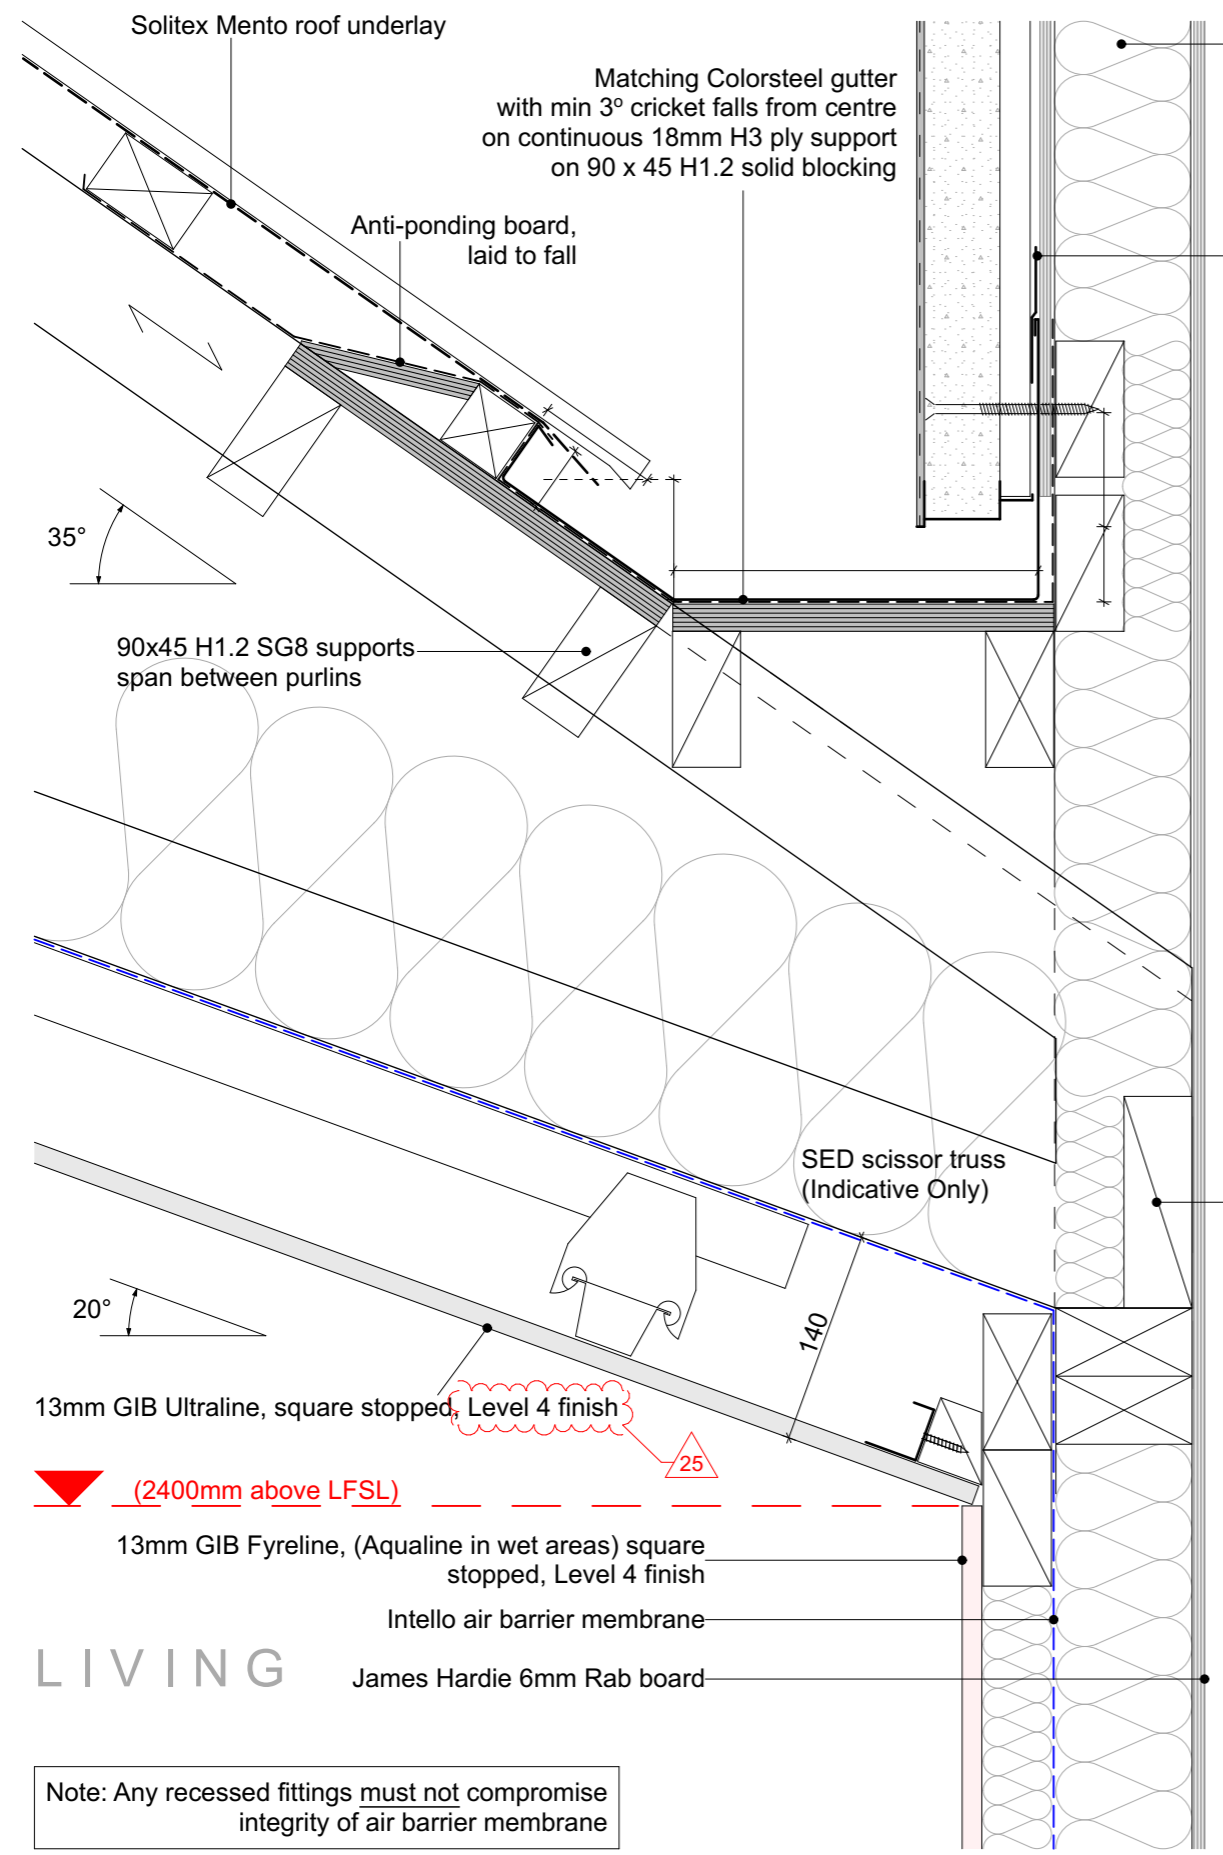 Solitex Mento roof underlay
Matching Colorsteel gutter
with min 3º cricket falls from centre
on continuous 18mm H3 ply support
on 90 x 45 H1.2 solid blocking
Anti-ponding board,
laid to fall
35°
90x45 H1.2 SG8 supports
span between purlins
SED scissor truss
(Indicative Only)
20°
140
13mm GIB Ultraline, square stopped, Level 4 finish
25
(2400mm above LFSL)
13mm GIB Fyreline, (Aqualine in wet areas) square
stopped, Level 4 finish
Intello air barrier membrane
LIVING
James Hardie 6mm Rab board
Note: Any recessed fittings must not compromise
integrity of air barrier membrane